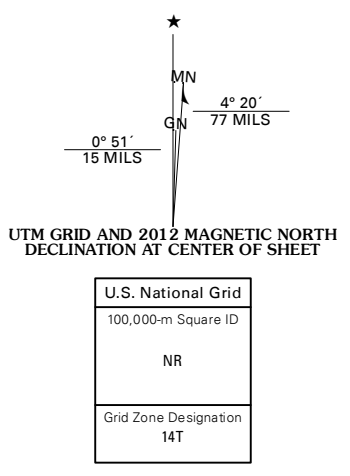 ★
MN
4° 20´
77 MILS
GN
0° 51´
15 MILS
UTM GRID AND 2012 MAGNETIC NORTH
DECLINATION AT CENTER OF SHEET
U.S. National Grid
100,000-m Square ID
NR
Grid Zone Designation
14T